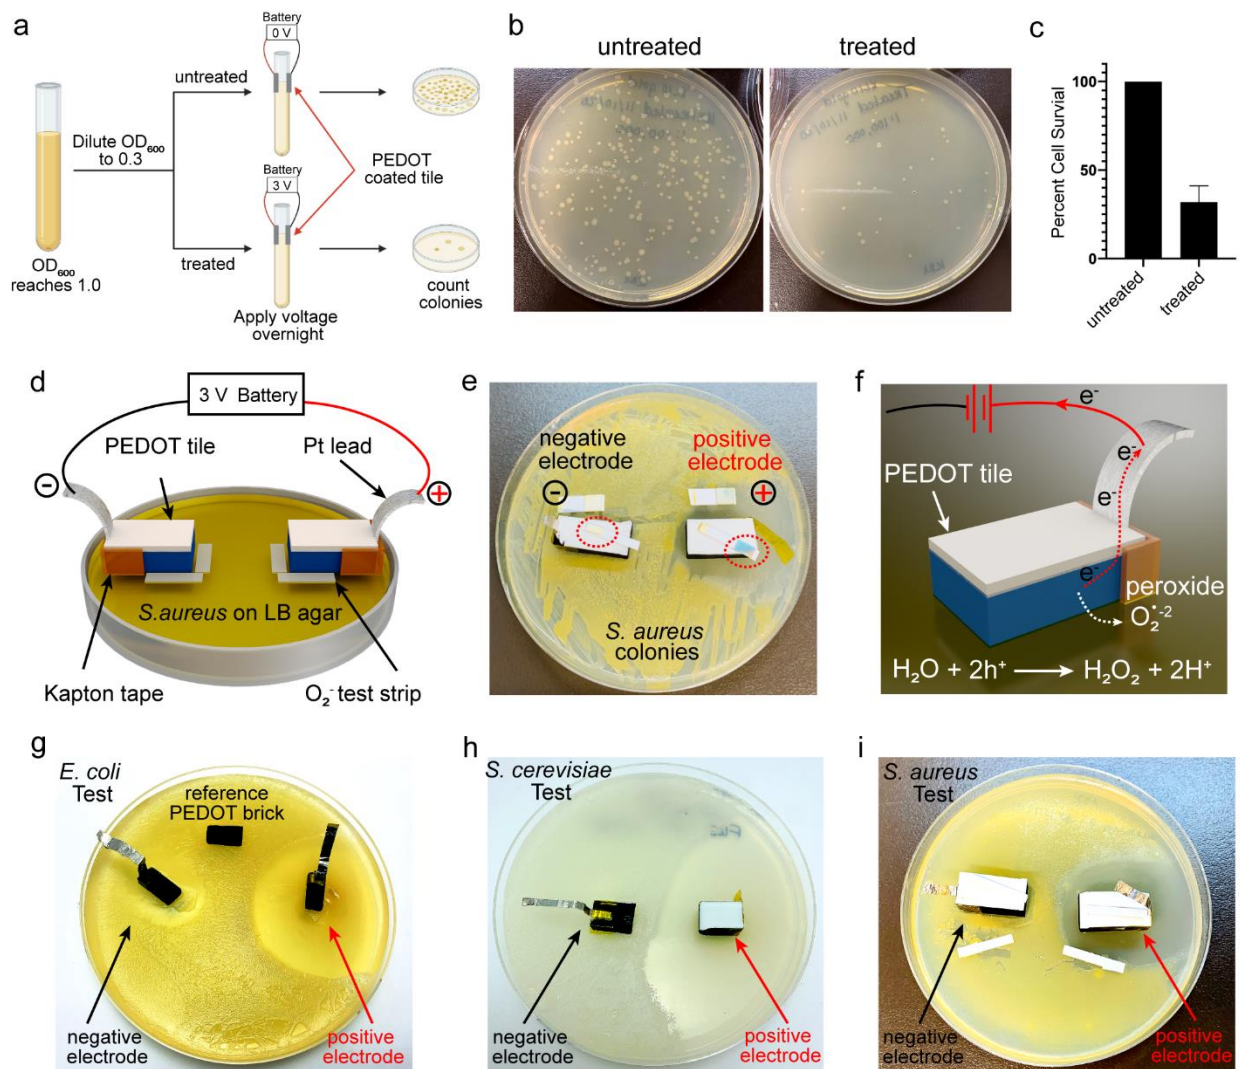 a
Battery
0 V
untreated
Dilute OD₆₀₀
to 0.3
Battery
3 V
PEDOT
coated tile
treated
OD₆₀₀
reaches 1.0
count
colonies
Apply voltage
overnight
b
untreated
treated
c
Percent Cell Survial
100
50
0
untreated
treated
d
3 V Battery
PEDOT tile
Pt lead
−
+
S.aureus on LB agar
Kapton tape
O₂⁻ test strip
e
negative
electrode
positive
electrode
−
+
S. aureus
colonies
f
e⁻
PEDOT tile
e⁻
e⁻
e⁻
peroxide
O₂•⁻²
H₂O + 2h⁺ ⟶ H₂O₂ + 2H⁺
g
E. coli
Test
reference
PEDOT brick
negative
electrode
positive
electrode
h
S. cerevisiae
Test
negative
electrode
positive
electrode
i
S. aureus
Test
negative
electrode
positive
electrode